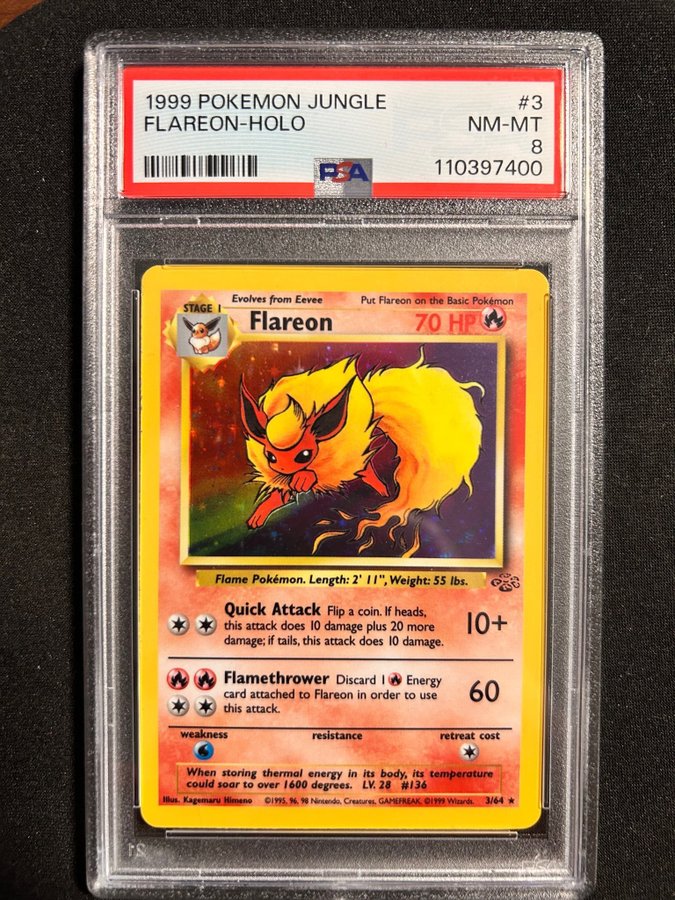 1999 POKEMON JUNGLE #3
FLAREON-HOLO NM-MT
8
PSA 110397400
Evolves from Eevee Put Flareon on the Basic Pokémon
STAGE 1
Flareon 70 HP
Flame Pokémon. Length: 2' 11", Weight: 55 lbs.
Quick Attack Flip a coin. If heads,
this attack does 10 damage plus 20 more
damage; if tails, this attack does 10 damage.
10+
Flamethrower Discard 1 Energy
card attached to Flareon in order to use
this attack.
60
weakness resistance retreat cost
When storing thermal energy in its body, its temperature
could soar to over 1600 degrees. LV. 28 #136
Illus. Kagemaru Himeno ©1995, 96, 98 Nintendo, Creatures, GAMEFREAK. ©1999 Wizards. 3/64 ★